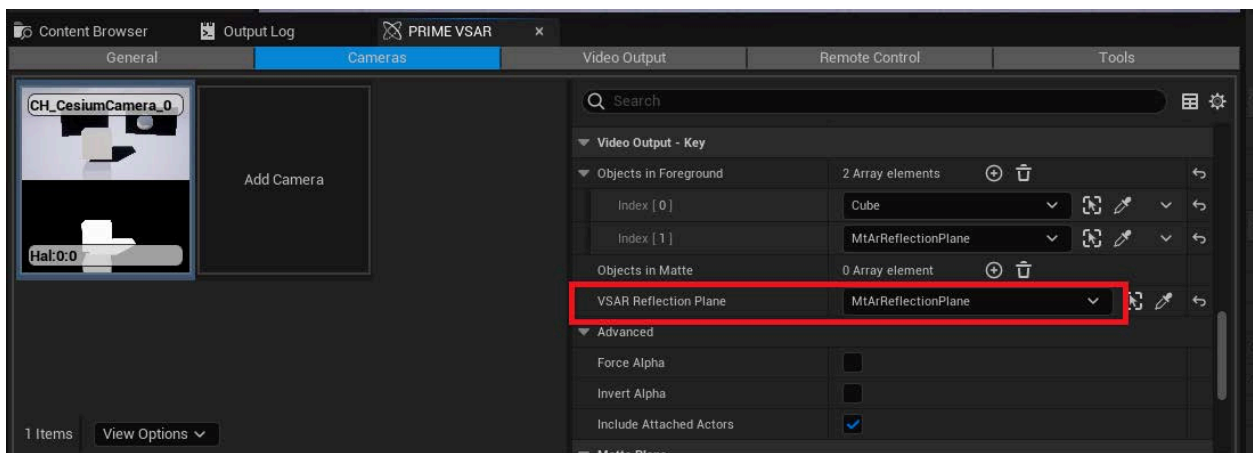 Content Browser Output Log PRIME VSAR ×
General Cameras Video Output Remote Control Tools
CH_CesiumCamera_0
Hal:0:0
Add Camera
1 Items View Options
Search
Video Output - Key
Objects in Foreground 2 Array elements
Index [ 0 ] Cube
Index [ 1 ] MtArReflectionPlane
Objects in Matte 0 Array element
VSAR Reflection Plane MtArReflectionPlane
Advanced
Force Alpha
Invert Alpha
Include Attached Actors
Matte Plane